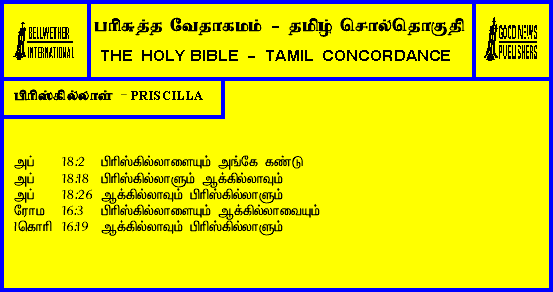 BELLWETHER
INTERNATIONAL
பரிசுத்த வேதாகமம் - தமிழ் சொல்தொகுதி
THE HOLY BIBLE - TAMIL CONCORDANCE
GOOD NEWS
PUBLISHERS
பிரிஸ்கில்லாள் - PRISCILLA
அப் 18:2 பிரிஸ்கில்லாளையும் அங்கே கண்டு
அப் 18:18 பிரிஸ்கில்லாளும் ஆக்கில்லாவும்
அப் 18:26 ஆக்கில்லாவும் பிரிஸ்கில்லாளும்
ரோம 16:3 பிரிஸ்கில்லாளையும் ஆக்கில்லாவையும்
1கொரி 16:19 ஆக்கில்லாவும் பிரிஸ்கில்லாளும்